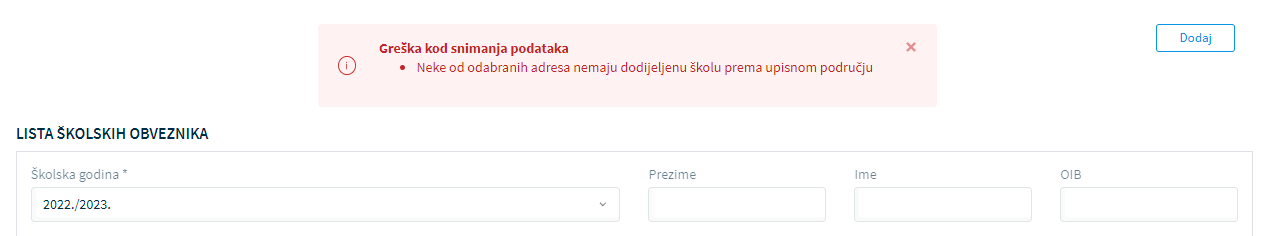 Dodaj
Greška kod snimanja podataka
Neke od odabranih adresa nemaju dodijeljenu školu prema upisnom području
LISTA ŠKOLSKIH OBVEZNIKA
Školska godina *
Prezime
Ime
OIB
2022./2023.